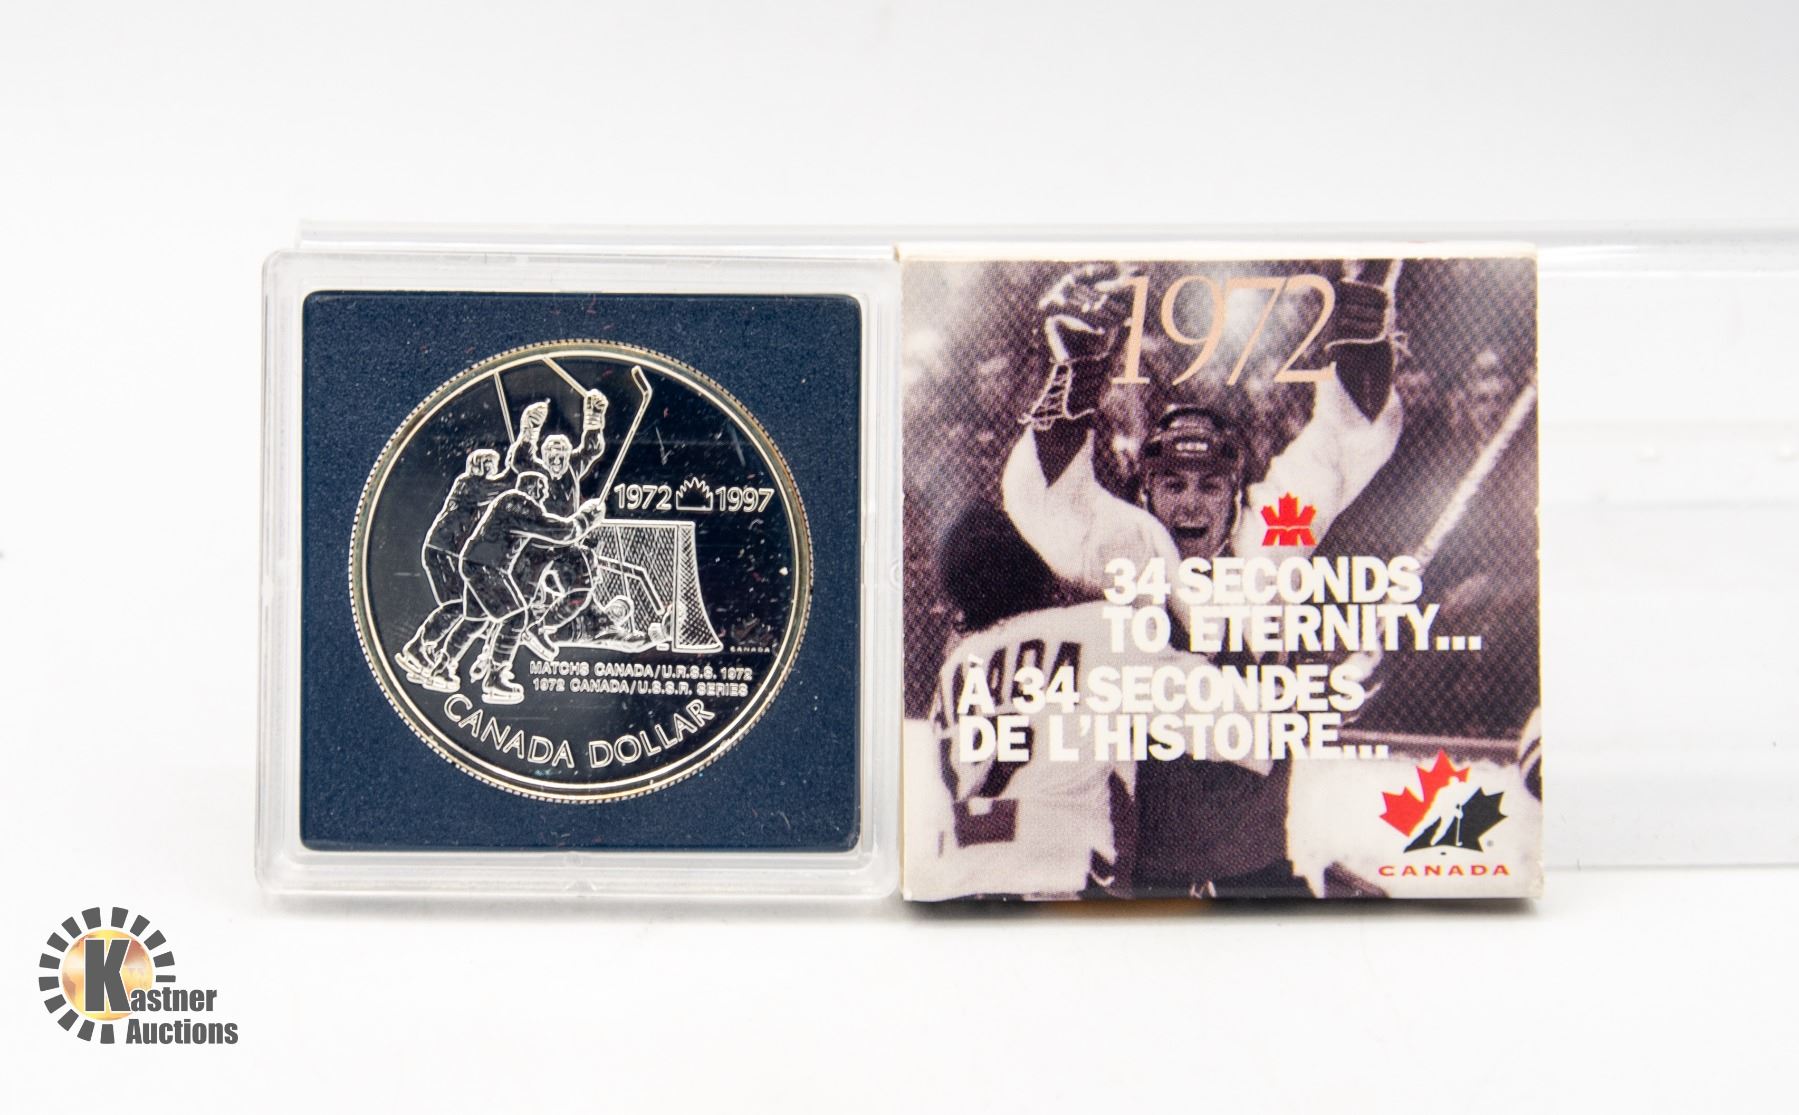 1972 1997
CANADA
MATCHS CANADA/U.R.S.S. 1972
1972 CANADA/U.S.S.R. SERIES
CANADA DOLLAR
1972
34 SECONDS
TO ETERNITY...
À 34 SECONDES
DE L'HISTOIRE...
CANADA
Kastner
Auctions